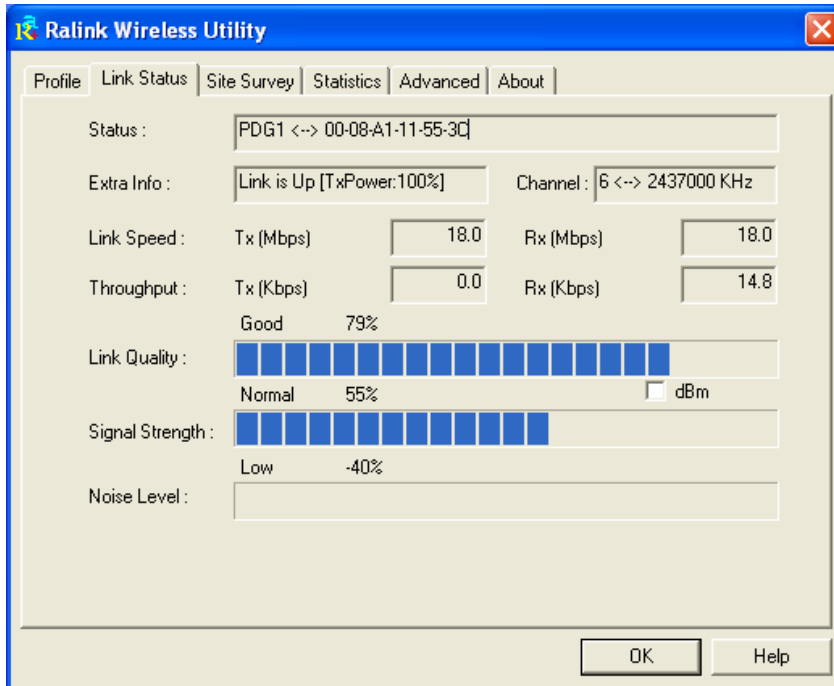 Ralink Wireless Utility
Profile Link Status Site Survey Statistics Advanced About
Status : PDG1 <--> 00-08-A1-11-55-3C
Extra Info : Link is Up [TxPower:100%] Channel : 6 <--> 2437000 KHz
Link Speed : Tx (Mbps) 18.0 Rx (Mbps) 18.0
Throughput : Tx (Kbps) 0.0 Rx (Kbps) 14.8
Good 79%
Link Quality :
Normal 55% dBm
Signal Strength :
Low -40%
Noise Level :
OK Help